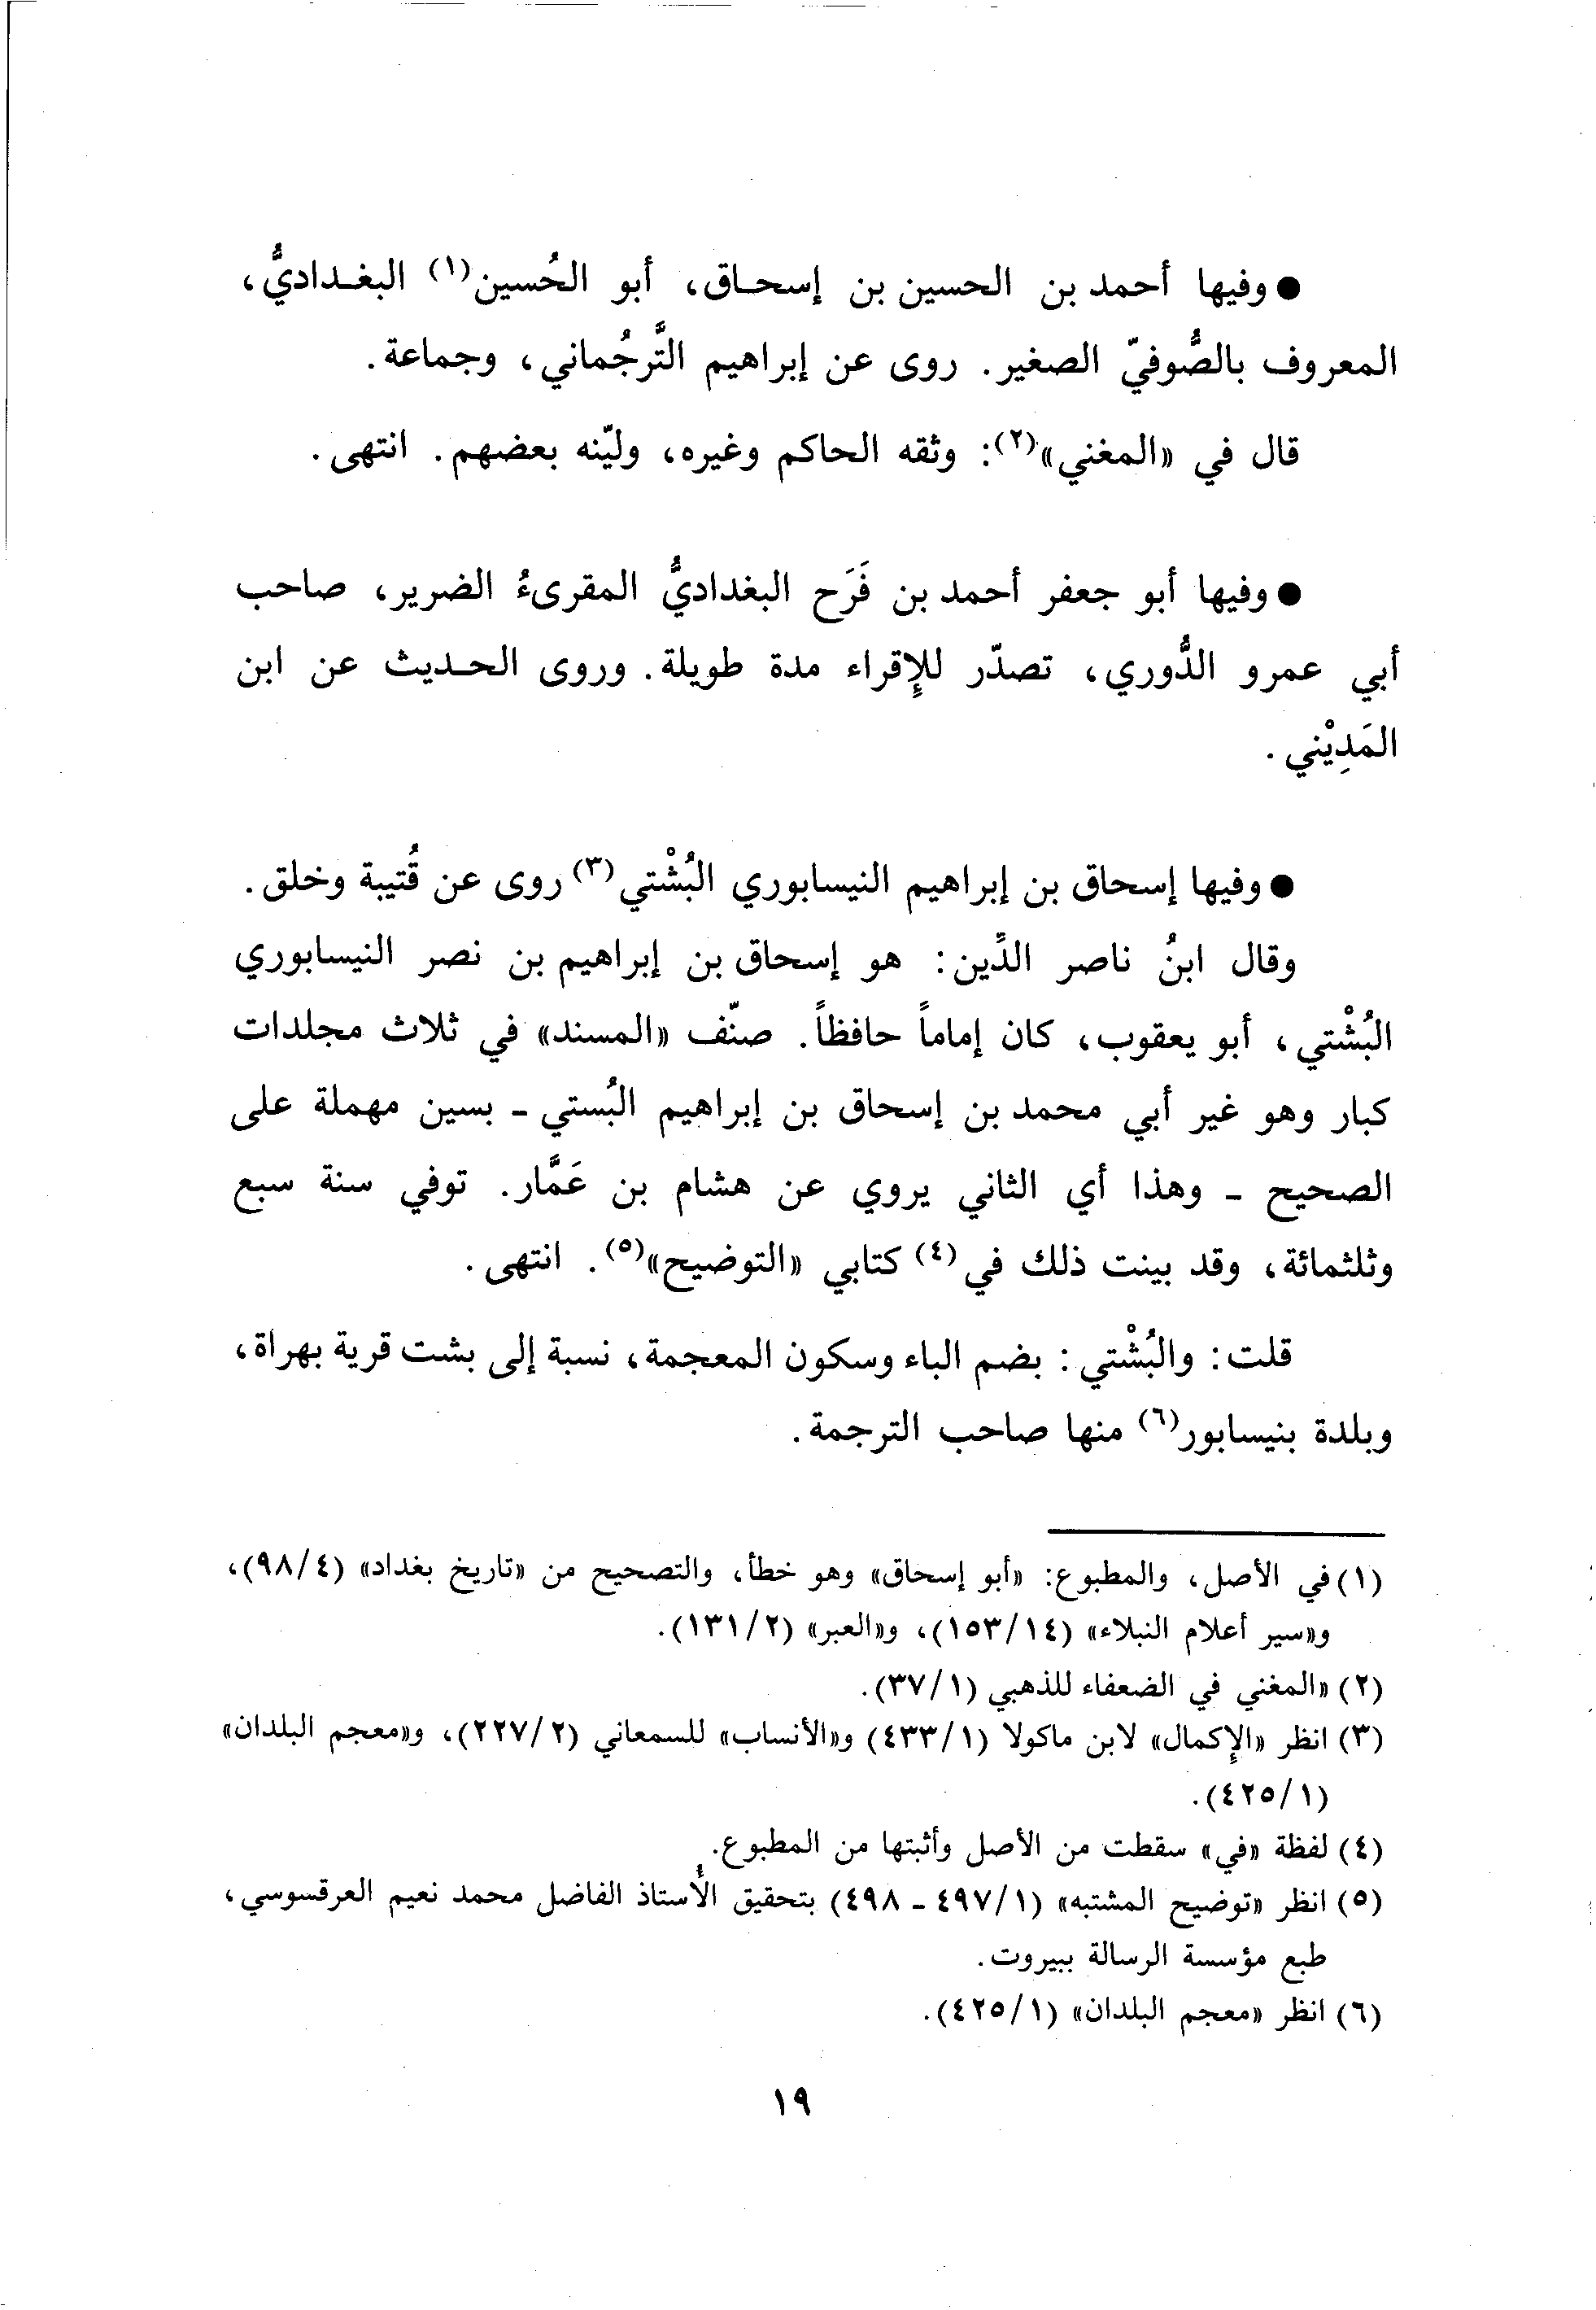 ● وفيها أحمد بن الحسين بن إسحـاق، أبو الحُسين(١) البغـداديُّ،
المعروف بالصُّوفيّ الصغير. روى عن إبراهيم التَّرجُماني، وجماعة.
قال في «المغني»(٢): وثقه الحاكم وغيره، وليّنه بعضهم. انتهى.
● وفيها أبو جعفر أحمد بن فَرَح البغداديُّ المقرىءُ الضرير، صاحب
أبي عمرو الدُّوري، تصدّر للإقراء مدة طويلة. وروى الحـديث عن ابن
المَدِيْني.
● وفيها إسحاق بن إبراهيم النيسابوري البُشْتي(٣) روى عن قُتيبة وخلق.
وقال ابنُ ناصر الدِّين: هو إسحاق بن إبراهيم بن نصر النيسابوري
البُشْتي، أبو يعقوب، كان إماماً حافظاً. صنّف «المسند» في ثلاث مجلدات
كبار وهو غير أبي محمد بن إسحاق بن إبراهيم البُستي - بسين مهملة على
الصحيح - وهذا أي الثاني يروي عن هشام بن عَمَّار. توفي سنة سبع
وثلثمائة، وقد بينت ذلك في(٤) كتابي «التوضيح»(٥). انتهى.
قلت: والبُشْتي: بضم الباء وسكون المعجمة، نسبة إلى بشت قرية بهراة،
وبلدة بنيسابور(٦) منها صاحب الترجمة.
(١) في الأصل، والمطبوع: «أبو إسحاق» وهو خطأ، والتصحيح من «تاريخ بغداد» (٩٨/٤)،
و«سير أعلام النبلاء» (١٥٣/١٤)، و«العبر» (١٣١/٢).
(٢) «المغني في الضعفاء للذهبي (٣٧/١).
(٣) انظر «الإكمال» لابن ماكولا (٤٣٣/١) و«الأنساب» للسمعاني (٢٢٧/٢)، و«معجم البلدان»
(٤٢٥/١).
(٤) لفظة «في» سقطت من الأصل وأثبتها من المطبوع.
(٥) انظر «توضيح المشتبه» (٤٩٧/١ - ٤٩٨) بتحقيق الأُستاذ الفاضل محمد نعيم العرقسوسي،
طبع مؤسسة الرسالة ببيروت.
(٦) انظر «معجم البلدان» (٤٢٥/١).
١٩